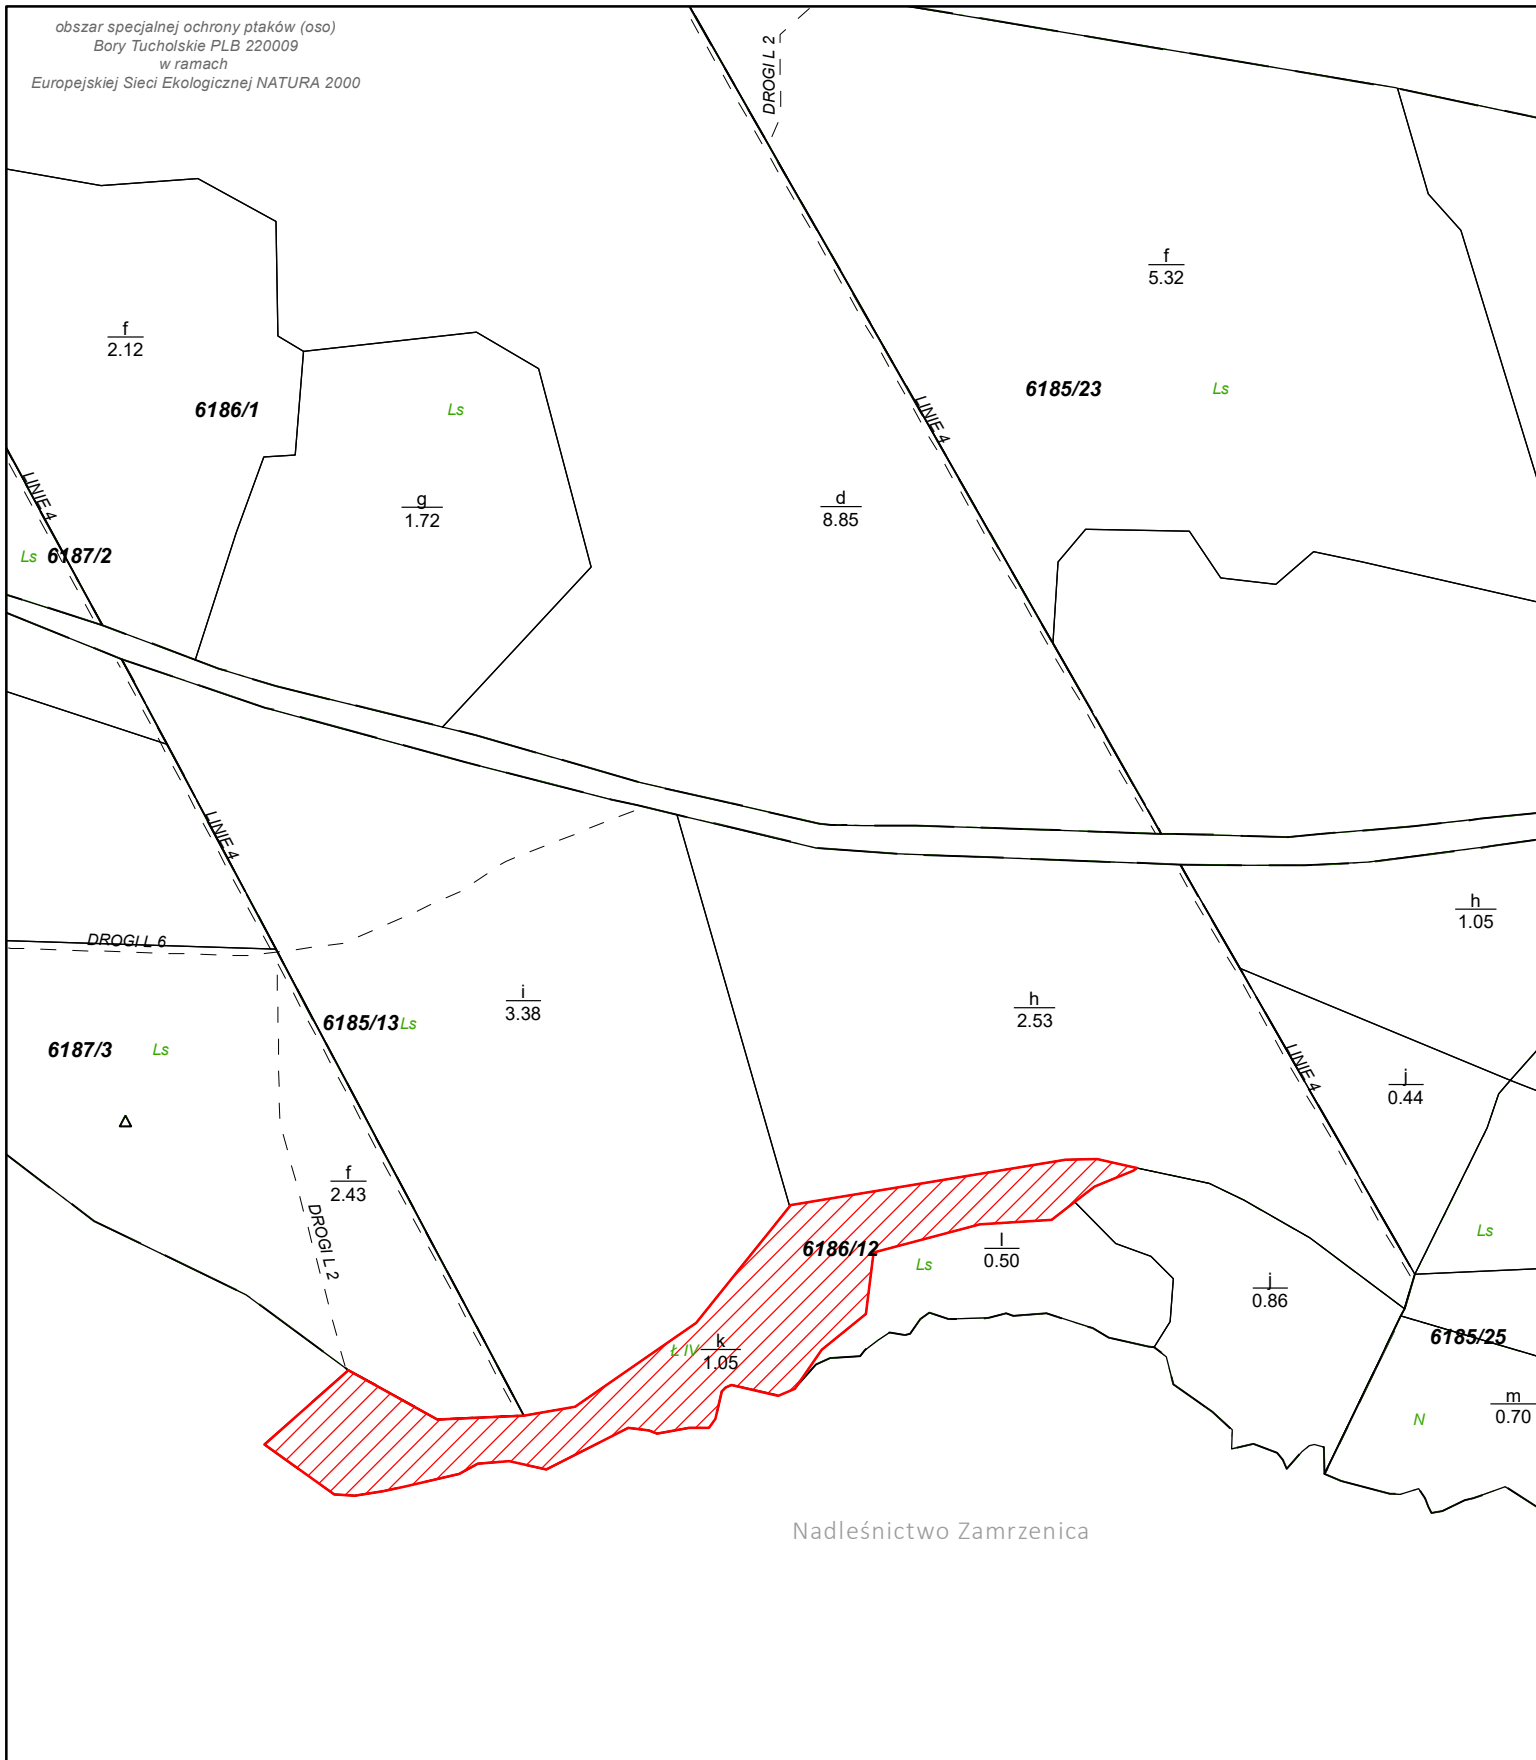 obszar specjalnej ochrony ptaków (oso)
Bory Tucholskie PLB 220009
w ramach
Europejskiej Sieci Ekologicznej NATURA 2000
DROGI L 2
f
5.32
f
2.12
6185/23
Ls
6186/1
Ls
LINIE 4
LINIE 4
g
1.72
d
8.85
Ls
6187/2
LINIE 4
h
1.05
DROGI L 6
i
3.38
h
2.53
6185/13
Ls
6187/3
Ls
LINIE 4
j
0.44
f
2.43
DROGI L 2
6186/12
Ls
l
0.50
Ls
j
0.86
Ł IV
k
1.05
6185/25
N
m
0.70
Nadleśnictwo Zamrzenica